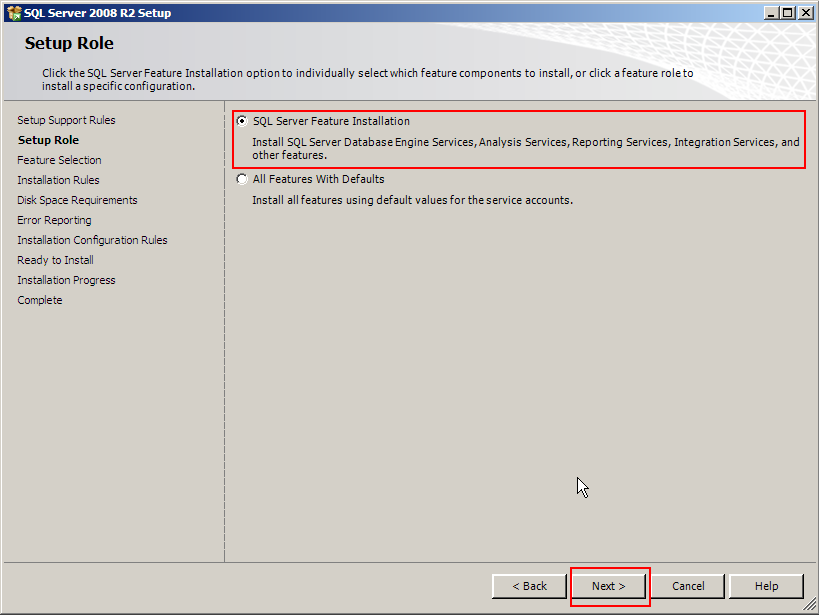 SQL Server 2008 R2 Setup
Setup Role
Click the SQL Server Feature Installation option to individually select which feature components to install, or click a feature role to
install a specific configuration.
Setup Support Rules
Setup Role
Feature Selection
Installation Rules
Disk Space Requirements
Error Reporting
Installation Configuration Rules
Ready to Install
Installation Progress
Complete
SQL Server Feature Installation
Install SQL Server Database Engine Services, Analysis Services, Reporting Services, Integration Services, and
other features.
All Features With Defaults
Install all features using default values for the service accounts.
< Back
Next >
Cancel
Help